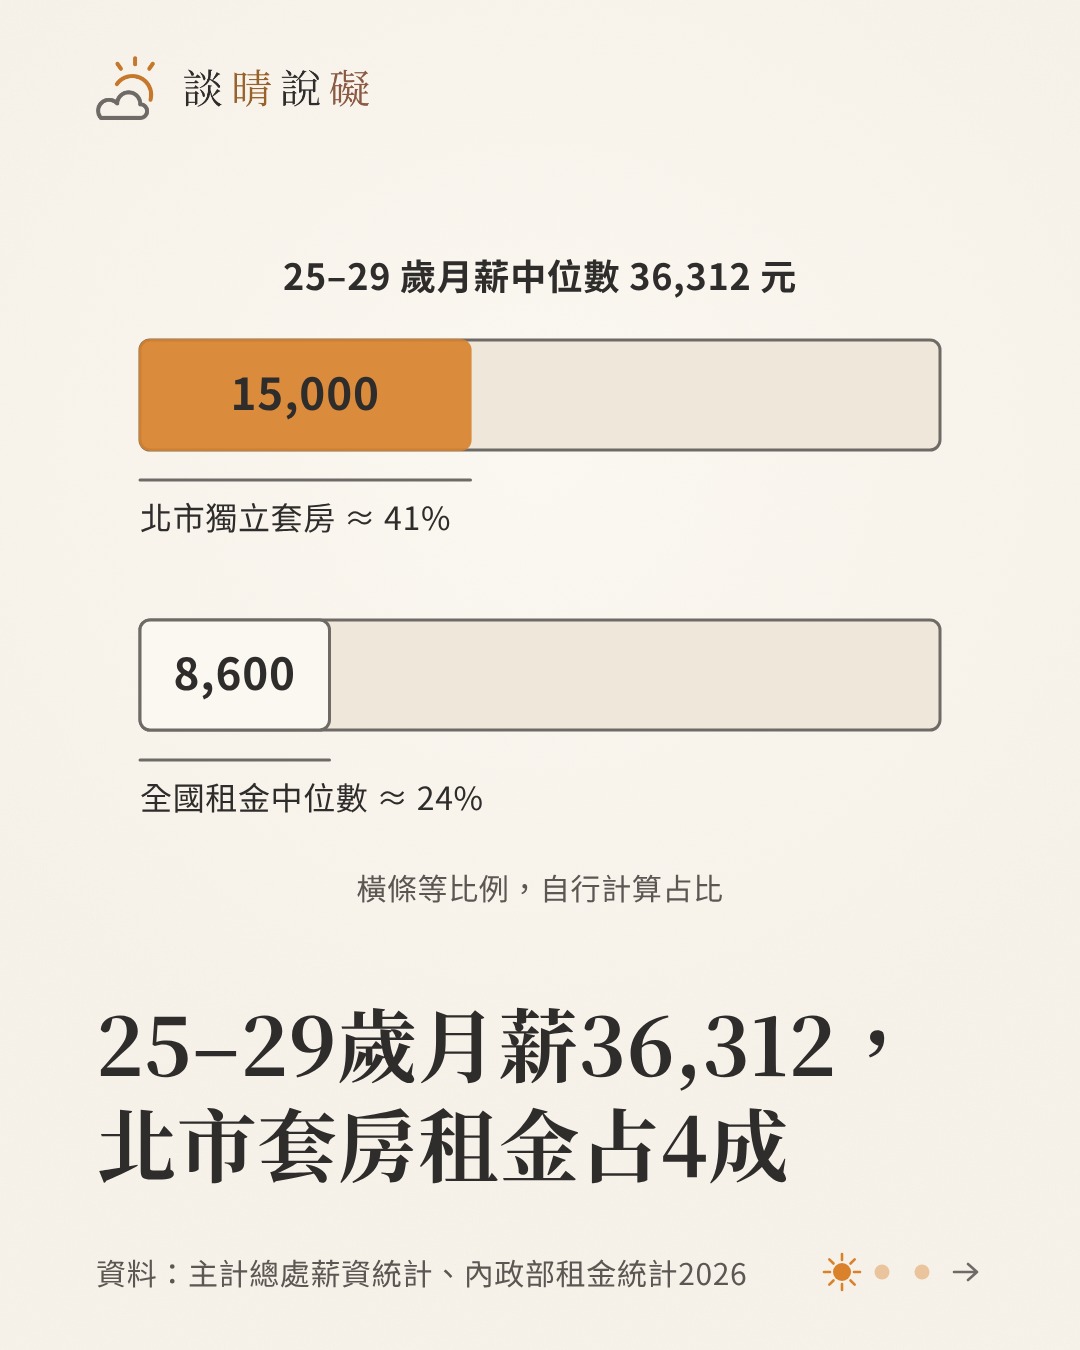 談晴說礙
25–29 歲月薪中位數 36,312 元
15,000
北市獨立套房 ≈ 41%
8,600
全國租金中位數 ≈ 24%
橫條等比例，自行計算占比
25–29歲月薪36,312，
北市套房租金占4成
資料：主計總處薪資統計、內政部租金統計2026